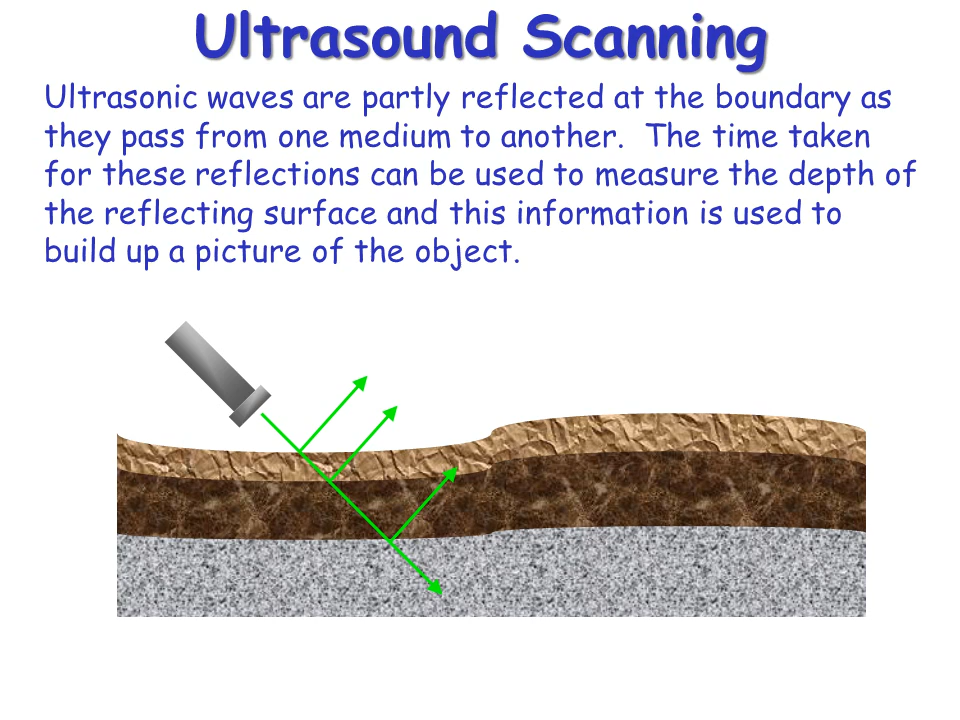 Ultrasound Scanning
Ultrasonic waves are partly reflected at the boundary as
they pass from one medium to another.  The time taken
for these reflections can be used to measure the depth of
the reflecting surface and this information is used to
build up a picture of the object.